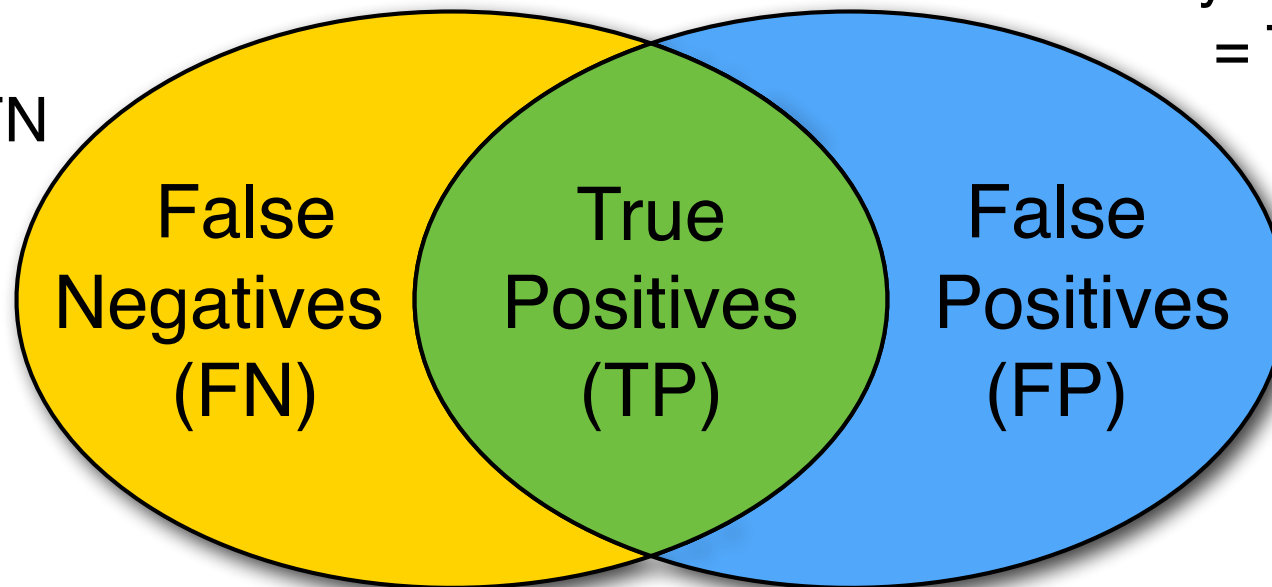 False
Negatives
(FN)
True
Positives
(TP)
False
Positives
(FP)